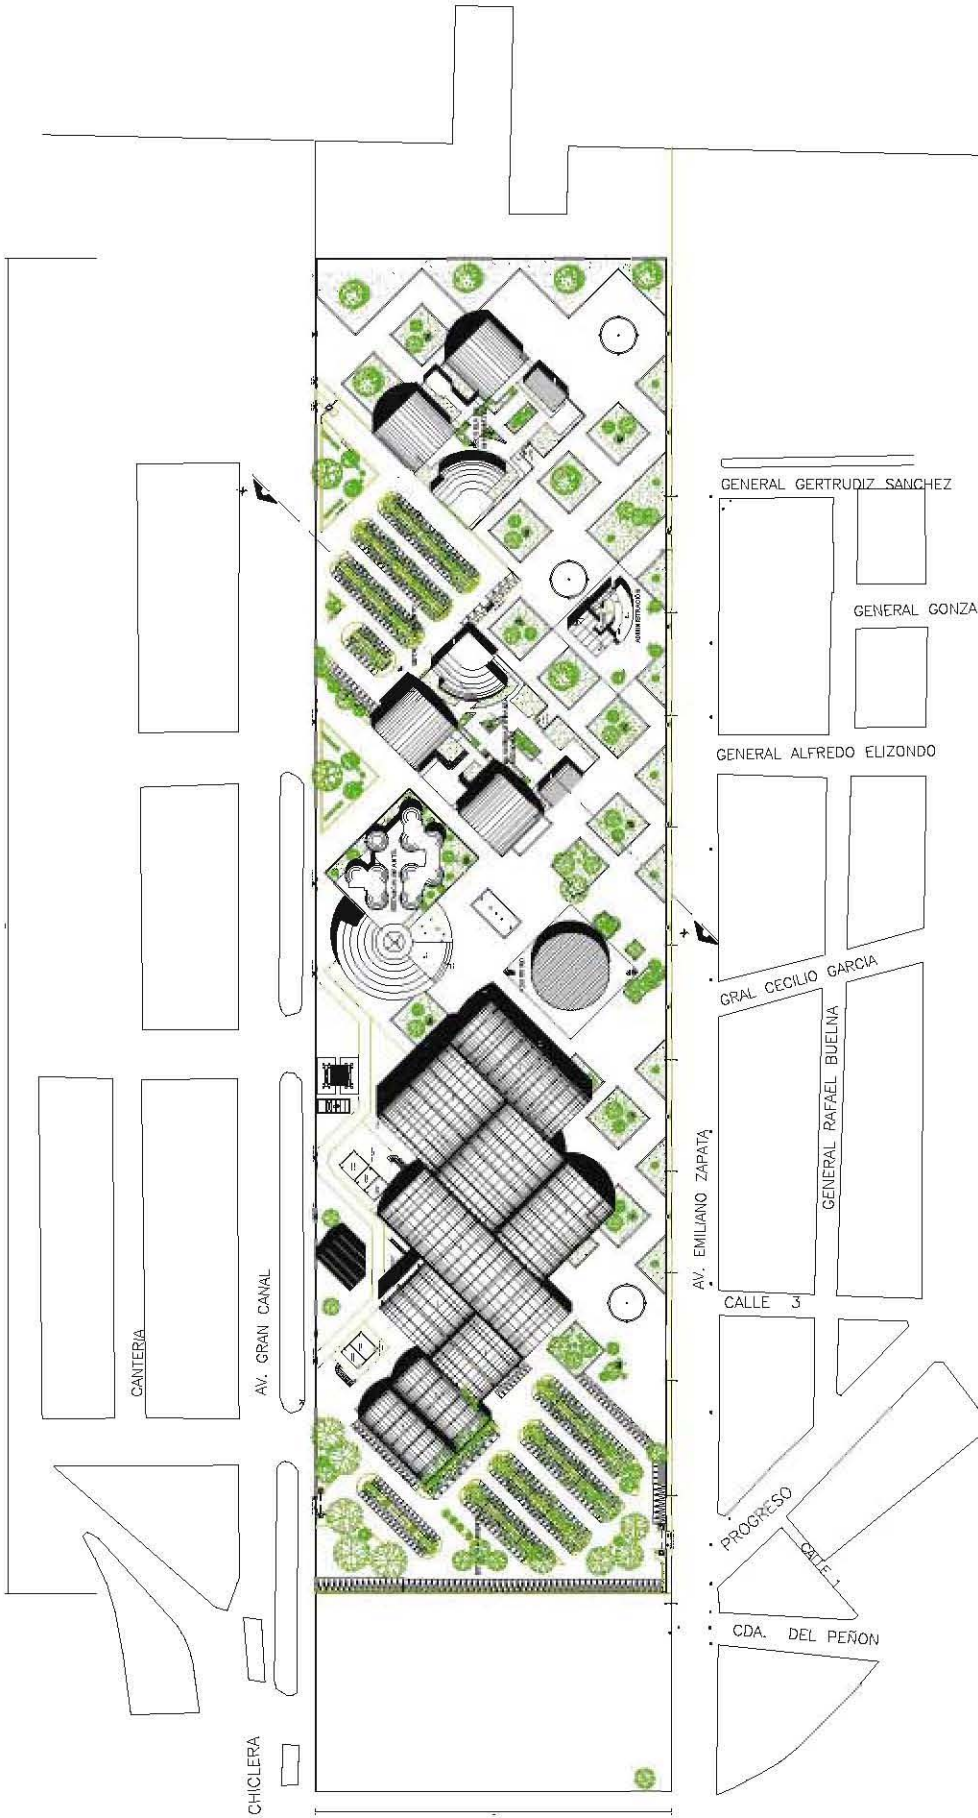 GENERAL GERTRUDIZ SANCHEZ
GENERAL GONZA
ADMINISTRACIÓN
GENERAL ALFREDO ELIZONDO
GRAL CECILIO GARCIA
GENERAL RAFAEL BUELNA
AV. EMILIANO ZAPATA
CALLE 3
CANTERIA
AV. GRAN CANAL
PROGRESO
CALLE 1
CDA. DEL PEÑON
CHICLERA